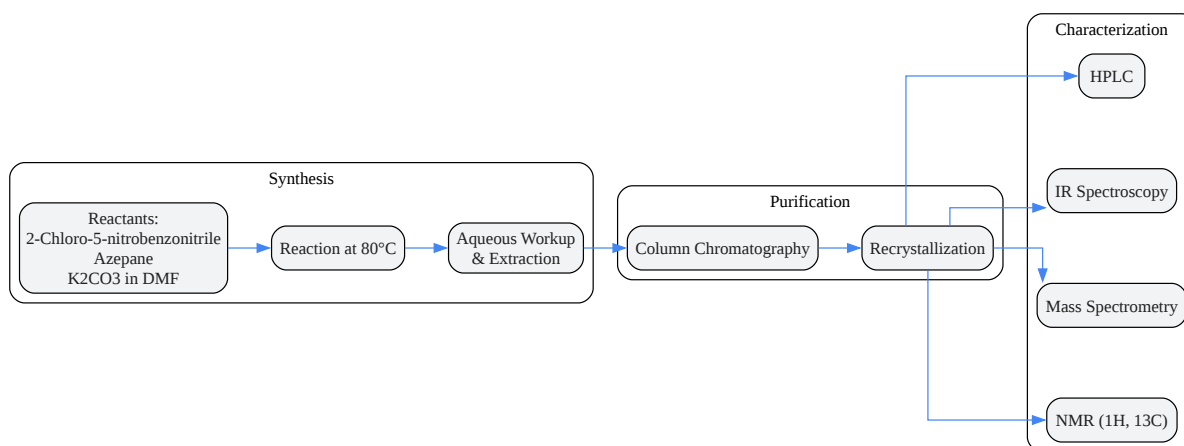 Characterization
HPLC
Synthesis
Reactants:
2-Chloro-5-nitrobenzonitrile
Azepane
K2CO3 in DMF
Reaction at 80°C
Aqueous Workup
& Extraction
Purification
Column Chromatography
Recrystallization
IR Spectroscopy
Mass Spectrometry
NMR (1H, 13C)